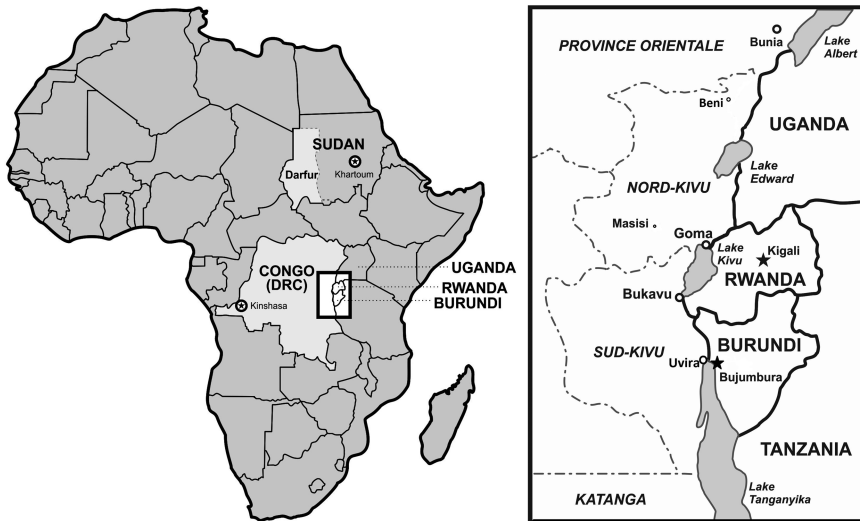 SUDAN
Darfur
Khartoum
CONGO
(DRC)
Kinshasa
UGANDA
RWANDA
BURUNDI
PROVINCE ORIENTALE
Bunia
Lake
Albert
Beni
UGANDA
Lake
Edward
NORD-KIVU
Masisi
Goma
Lake
Kivu
Kigali
RWANDA
Bukavu
BURUNDI
SUD-KIVU
Uvira
Bujumbura
TANZANIA
Lake
Tanganyika
KATANGA